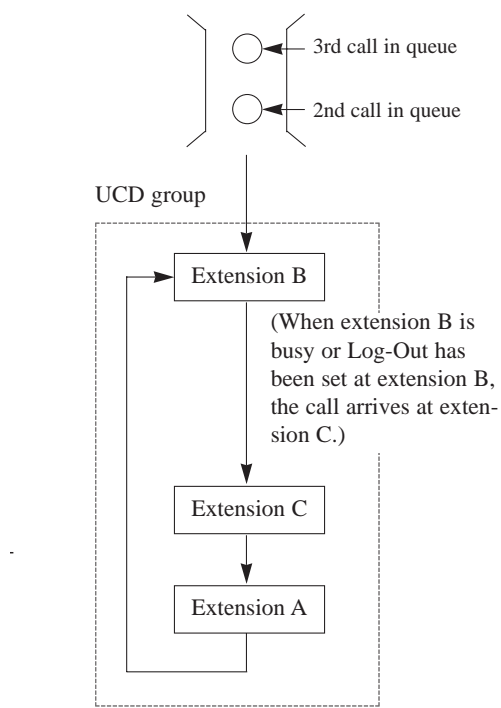 3rd call in queue
2nd call in queue
UCD group
Extension B
(When extension B is
busy or Log-Out has
been set at extension B,
the call arrives at exten-
sion C.)
Extension C
Extension A